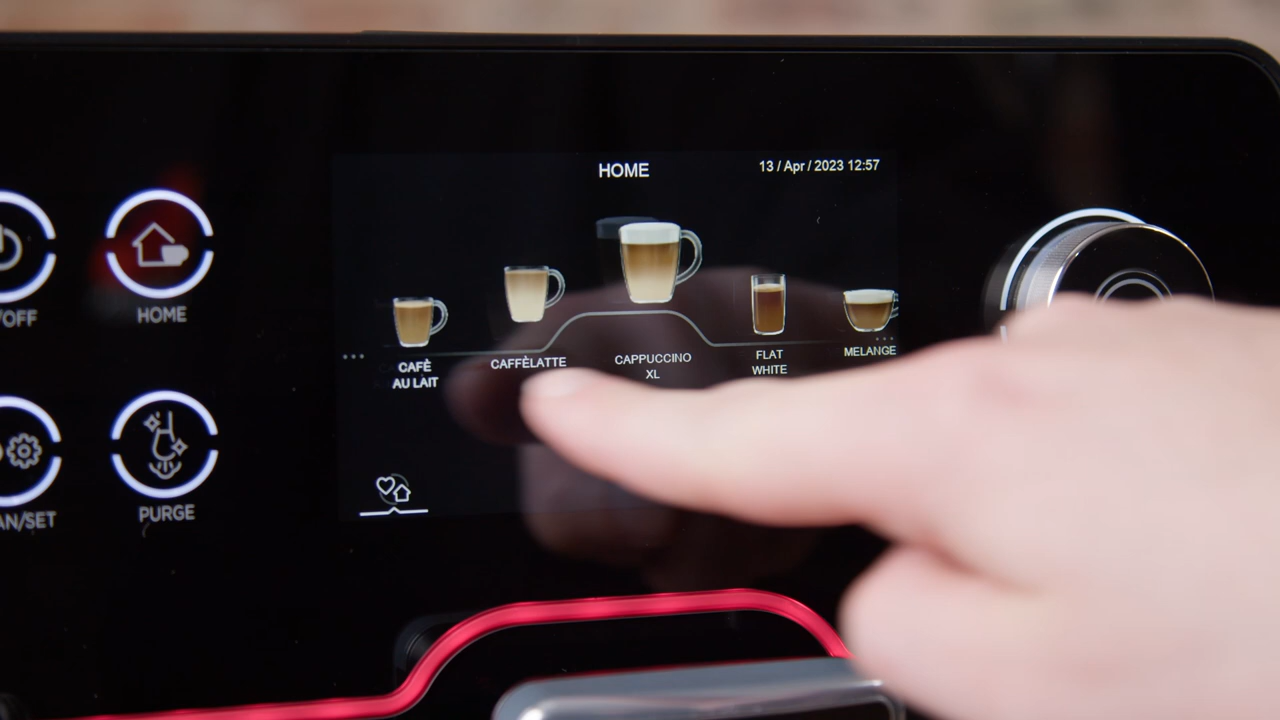 HOME
13 / Apr / 2023 12:57
/OFF
HOME
CAFÈ
AU LAIT
CAFFÈLATTE
CAPPUCCINO
XL
FLAT
WHITE
MELANGE
AN/SET
PURGE